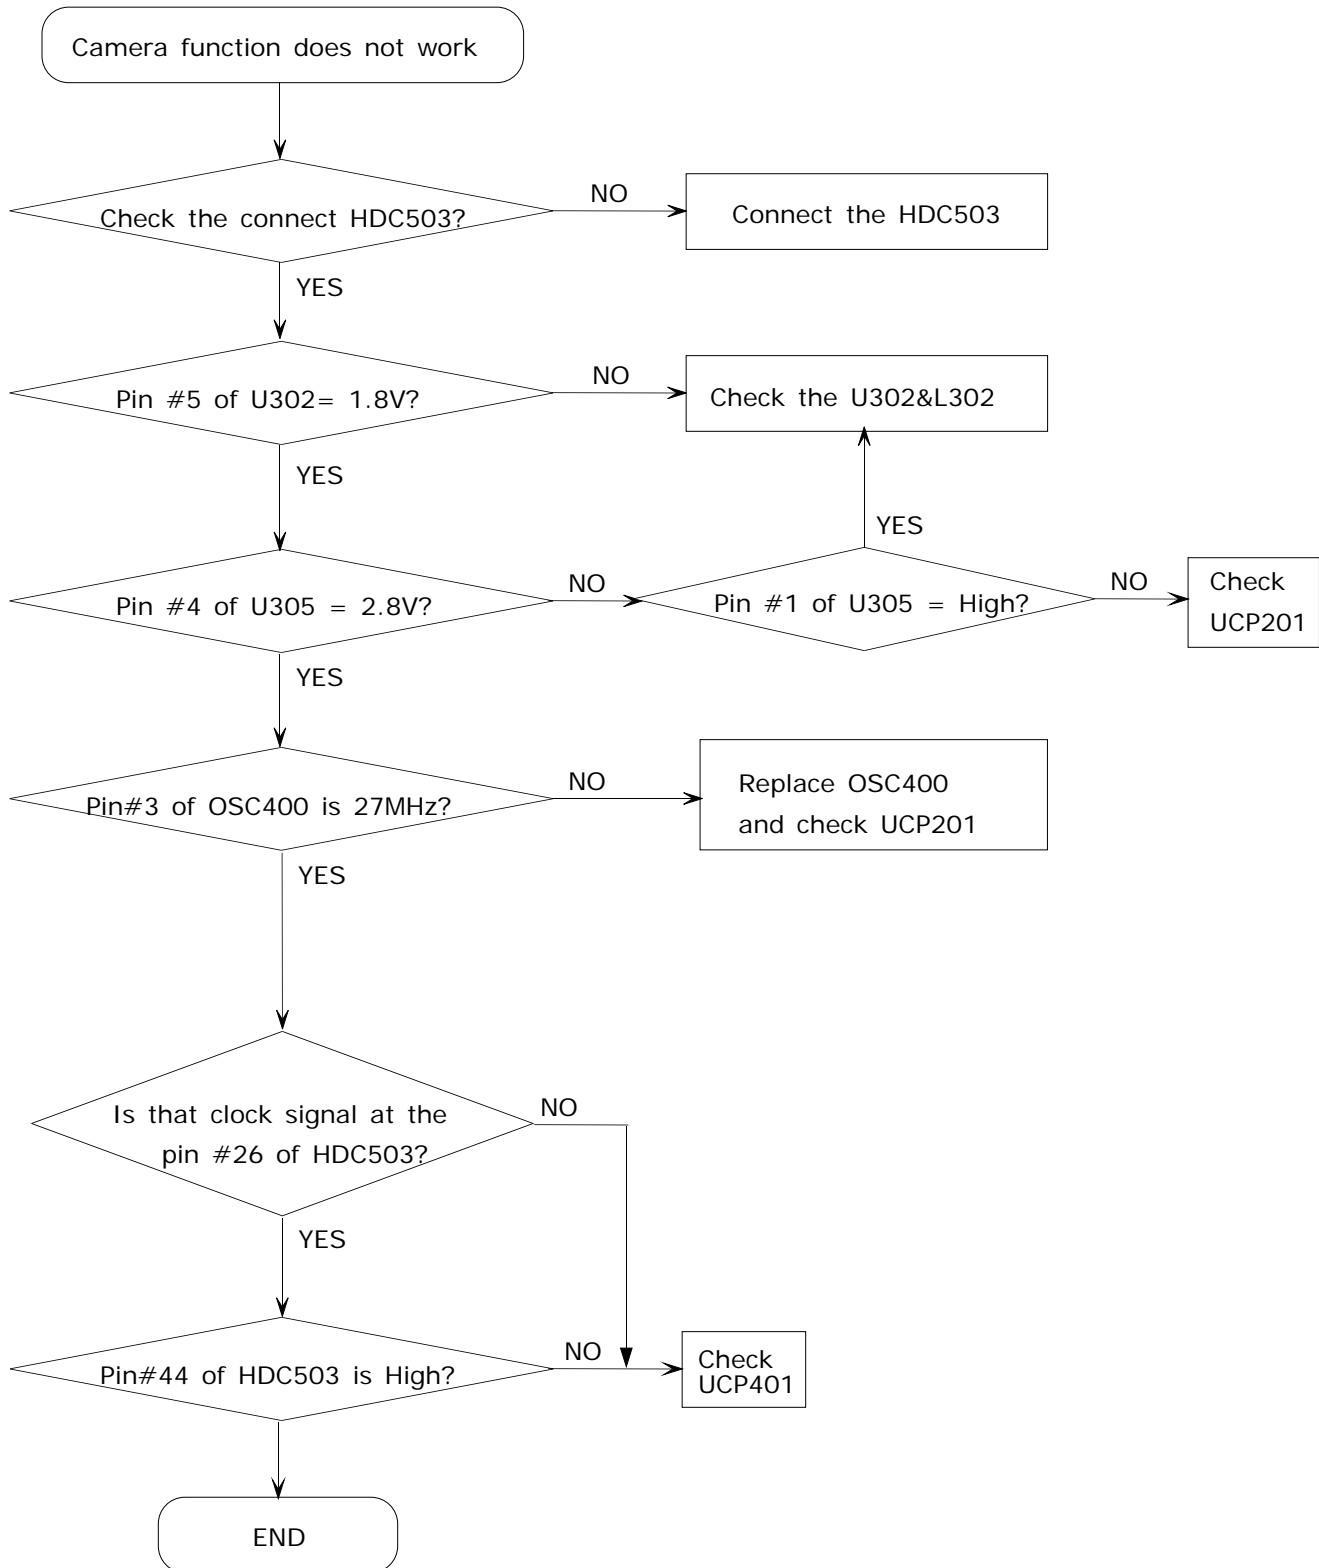 Camera function does not work
Check the connect HDC503?
NO
Connect the HDC503
YES
Pin #5 of U302= 1.8V?
NO
Check the U302&L302
YES
YES
Pin #4 of U305 = 2.8V?
NO
Pin #1 of U305 = High?
NO
Check
UCP201
YES
Pin#3 of OSC400 is 27MHz?
NO
Replace OSC400
and check UCP201
YES
Is that clock signal at the
pin #26 of HDC503?
NO
YES
Pin#44 of HDC503 is High?
NO
Check
UCP401
END